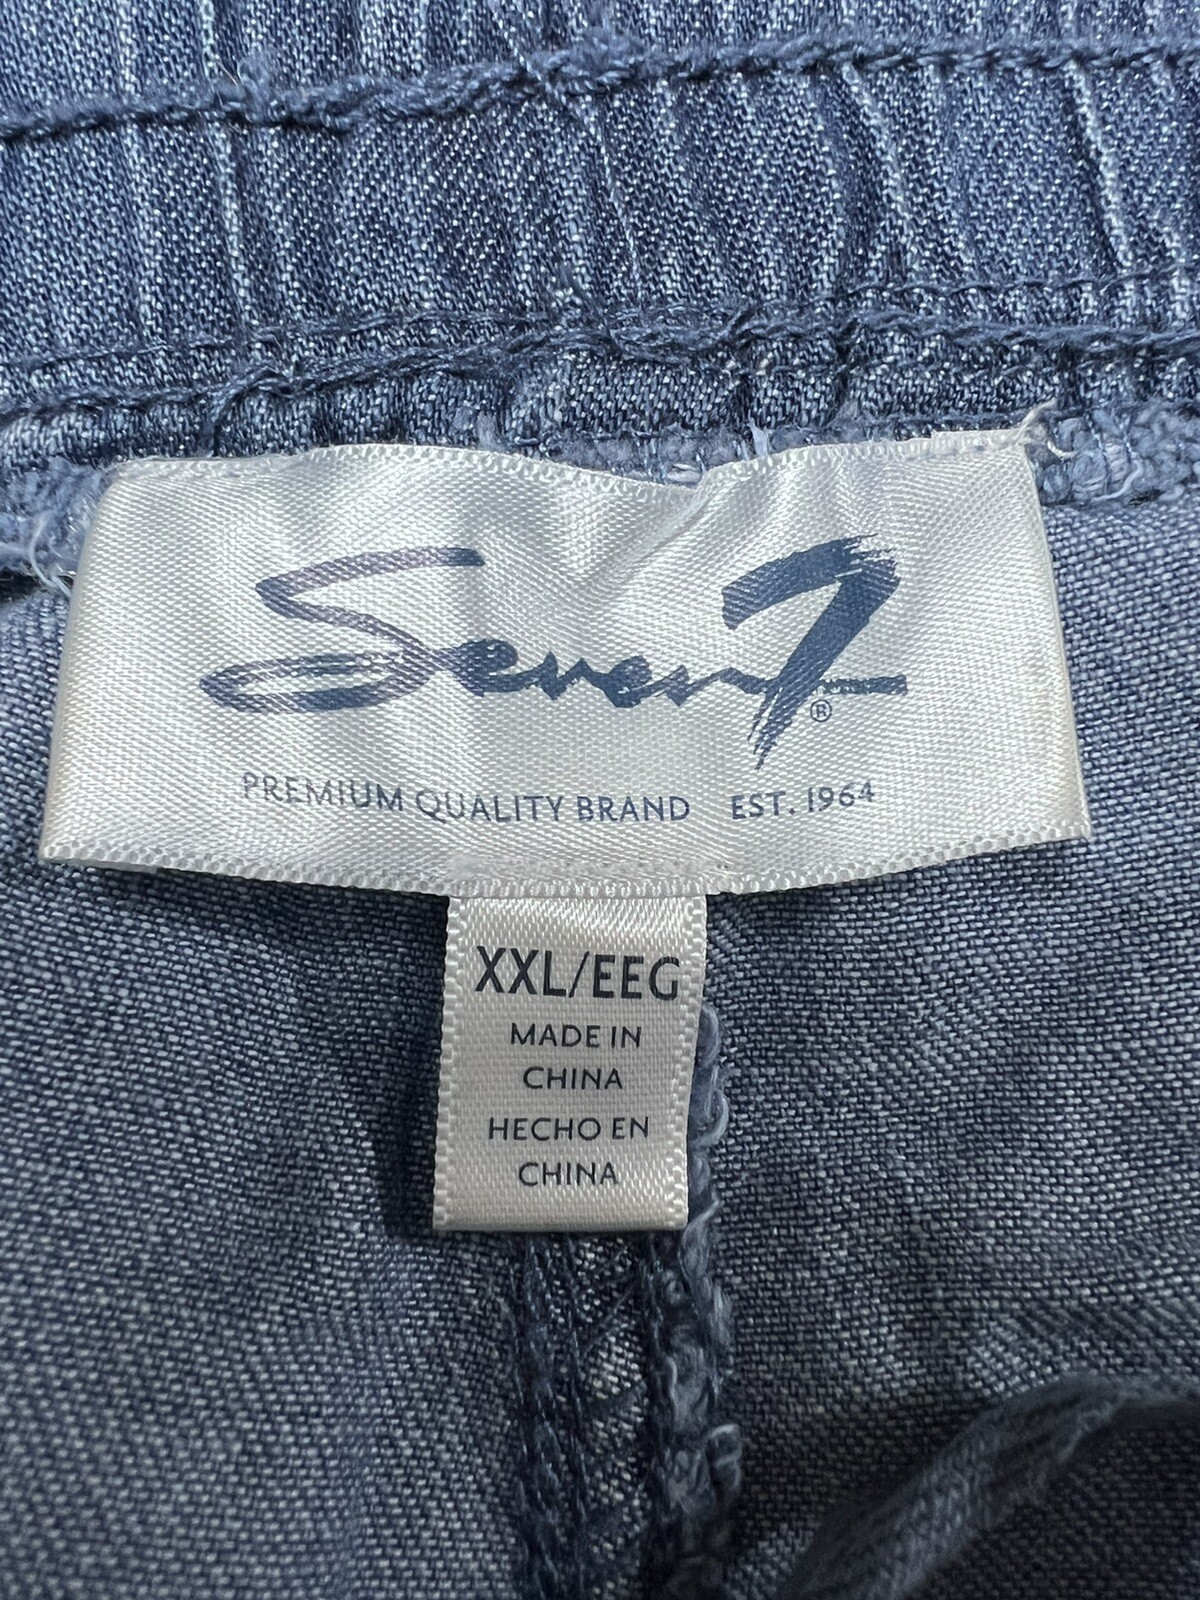 Seven7®
PREMIUM QUALITY BRAND EST. 1964
XXL/EEG
MADE IN
CHINA
HECHO EN
CHINA